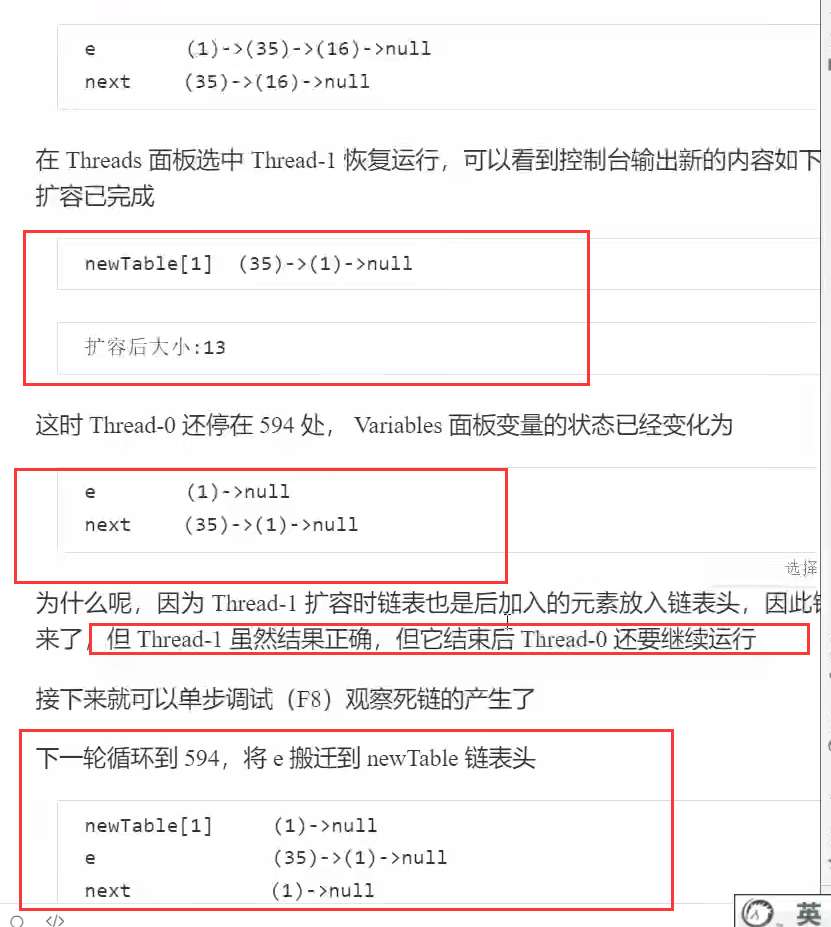 e (1)->(35)->(16)->null
next (35)->(16)->null
在 Threads 面板选中 Thread-1 恢复运行，可以看到控制台输出新的内容如下
扩容已完成
newTable[1] (35)->(1)->null
扩容后大小:13
这时 Thread-0 还停在 594 处， Variables 面板变量的状态已经变化为
e (1)->null
next (35)->(1)->null
选择
为什么呢，因为 Thread-1 扩容时链表也是后加入的元素放入链表头，因此
来了，但 Thread-1 虽然结果正确，但它结束后 Thread-0 还要继续运行
接下来就可以单步调试（F8）观察死链的产生了
下一轮循环到 594，将 e 搬迁到 newTable 链表头
newTable[1] (1)->null
e (35)->(1)->null
next (1)->null
</>
英